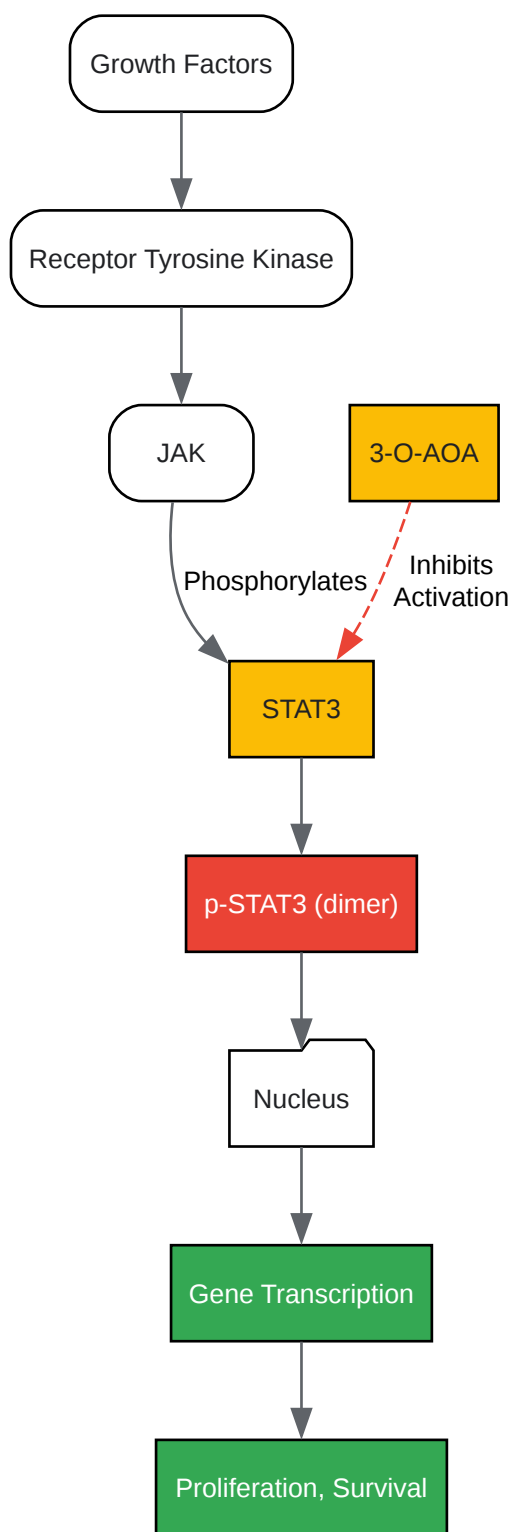 Growth Factors
Receptor Tyrosine Kinase
JAK
3-O-AOA
Phosphorylates
Inhibits
Activation
STAT3
p-STAT3 (dimer)
Nucleus
Gene Transcription
Proliferation, Survival